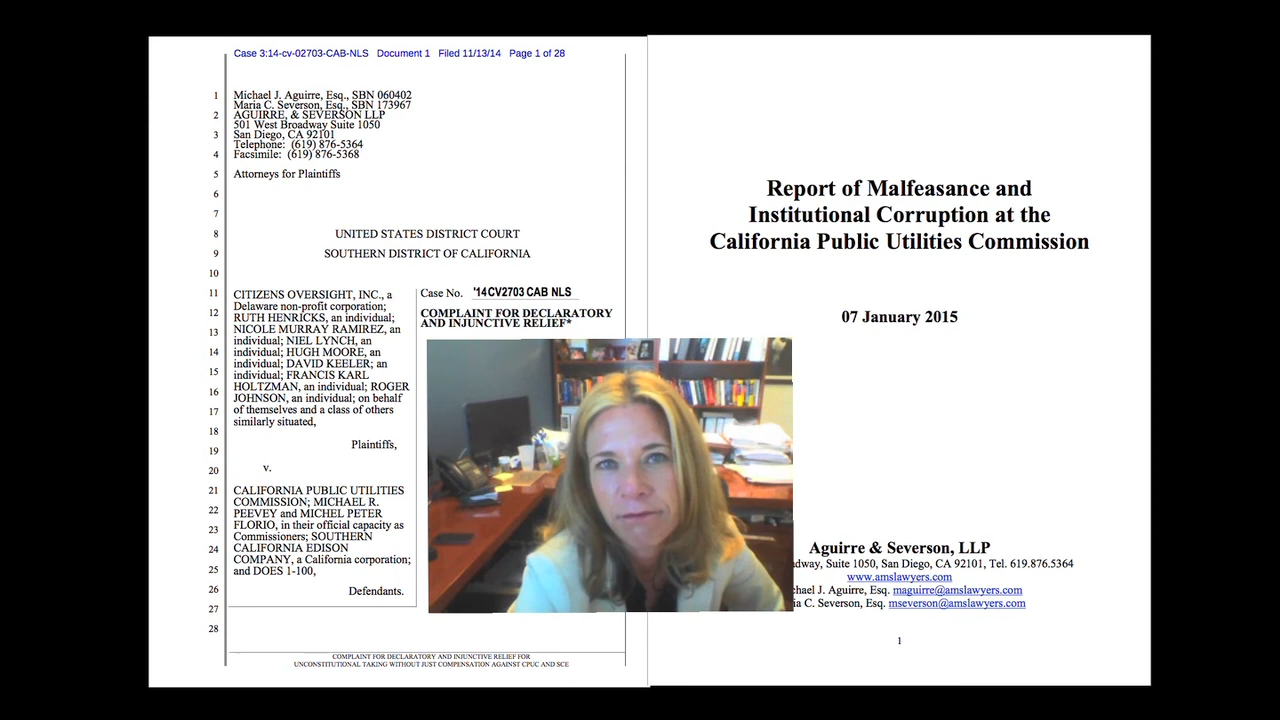 Case 3:14-cv-02703-CAB-NLS Document 1 Filed 11/13/14 Page 1 of 28
1 Michael J. Aguirre, Esq., SBN 060402
Maria C. Severson, Esq., SBN 173967
2 AGUIRRE, & SEVERSON LLP
501 West Broadway Suite 1050
3 San Diego, CA 92101
Telephone: (619) 876-5364
4 Facsimile: (619) 876-5368
5 Attorneys for Plaintiffs
6
7
8 UNITED STATES DISTRICT COURT
9 SOUTHERN DISTRICT OF CALIFORNIA
10
11 CITIZENS OVERSIGHT, INC., a
Delaware non-profit corporation;
12 RUTH HENRICKS, an individual;
NICOLE MURRAY RAMIREZ, an
13 individual; NIEL LYNCH, an
14 individual; HUGH MOORE, an
individual; DAVID KEELER; an
15 individual; FRANCIS KARL
16 HOLTZMAN, an individual; ROGER
JOHNSON, an individual; on behalf
17 of themselves and a class of others
similarly situated,
18
19 Plaintiffs,
20 v.
21 CALIFORNIA PUBLIC UTILITIES
22 COMMISSION; MICHAEL R.
PEEVEY and MICHEL PETER
23 FLORIO, in their official capacity as
Commissioners; SOUTHERN
24 CALIFORNIA EDISON
COMPANY, a California corporation;
25 and DOES 1-100,
26 Defendants.
27
28
Case No. '14CV2703 CAB NLS
COMPLAINT FOR DECLARATORY
AND INJUNCTIVE RELIEF*
COMPLAINT FOR DECLARATORY AND INJUNCTIVE RELIEF FOR
UNCONSTITUTIONAL TAKING WITHOUT JUST COMPENSATION AGAINST CPUC AND SCE
Report of Malfeasance and
Institutional Corruption at the
California Public Utilities Commission
07 January 2015
Aguirre & Severson, LLP
dway, Suite 1050, San Diego, CA 92101, Tel. 619.876.5364
www.amslawyers.com
hael J. Aguirre, Esq. maguirre@amslawyers.com
ia C. Severson, Esq. mseverson@amslawyers.com
1